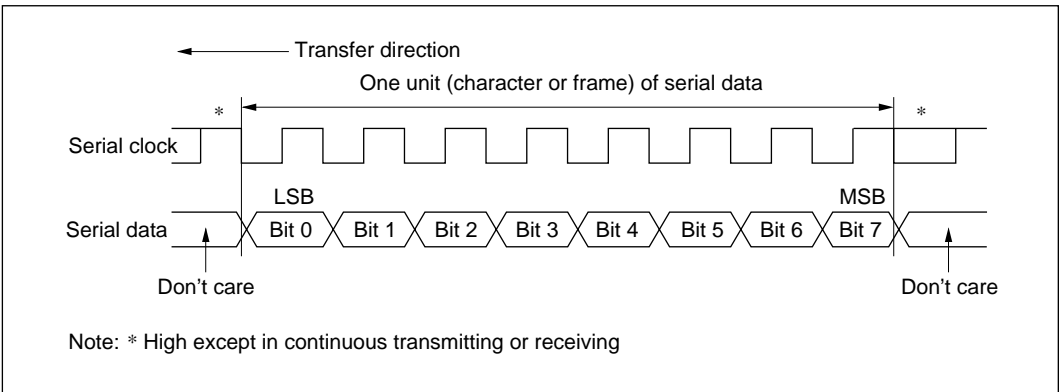 Transfer direction
One unit (character or frame) of serial data
* *
Serial clock
LSB MSB
Serial data Bit 0 Bit 1 Bit 2 Bit 3 Bit 4 Bit 5 Bit 6 Bit 7
Don't care Don't care
Note: * High except in continuous transmitting or receiving